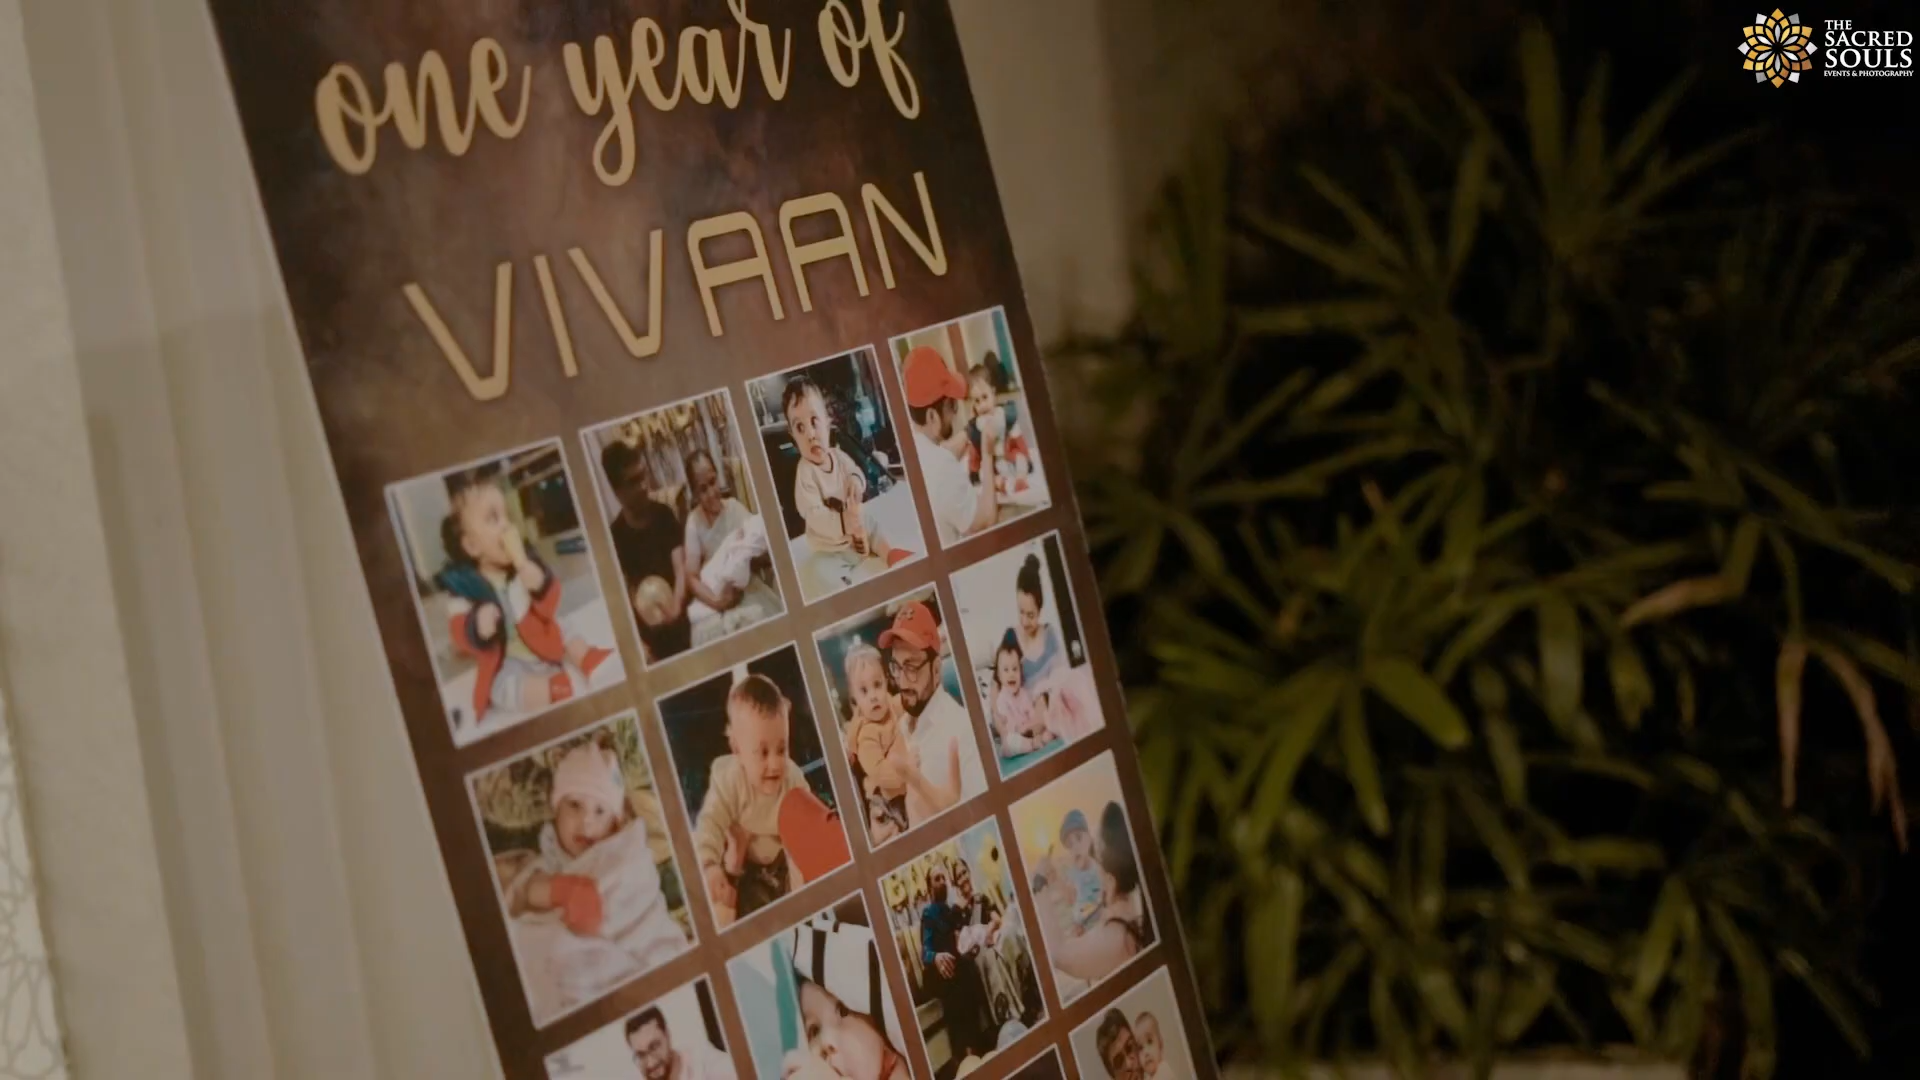 one year of
VIVAAN
THE
SACRED
SOULS
EVENTS & PHOTOGRAPHY